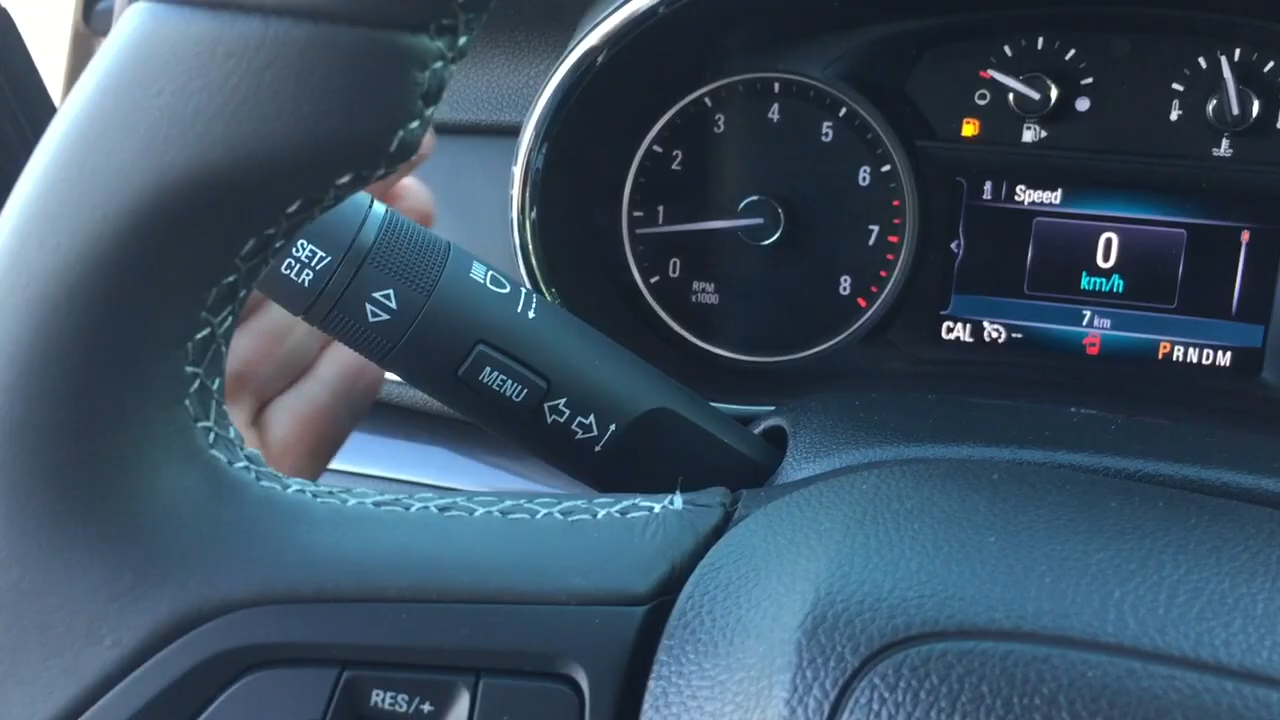 SET/
CLR
MENU
RES/+
0
1
2
3
4
5
6
7
8
RPM
x1000
i Speed
0
km/h
7 km
CAL --
PRNDM